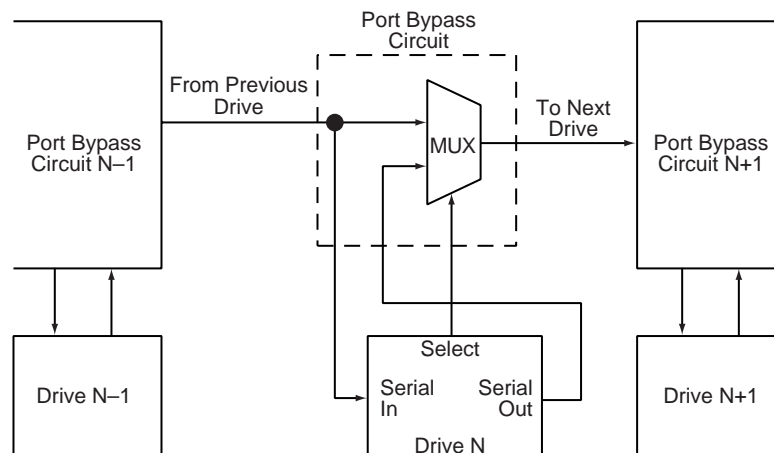 Port Bypass
Circuit
From Previous
Drive
To Next
Drive
Port Bypass
Circuit N–1
MUX
Port Bypass
Circuit N+1
Select
Drive N–1
Serial
In
Serial
Out
Drive N
Drive N+1